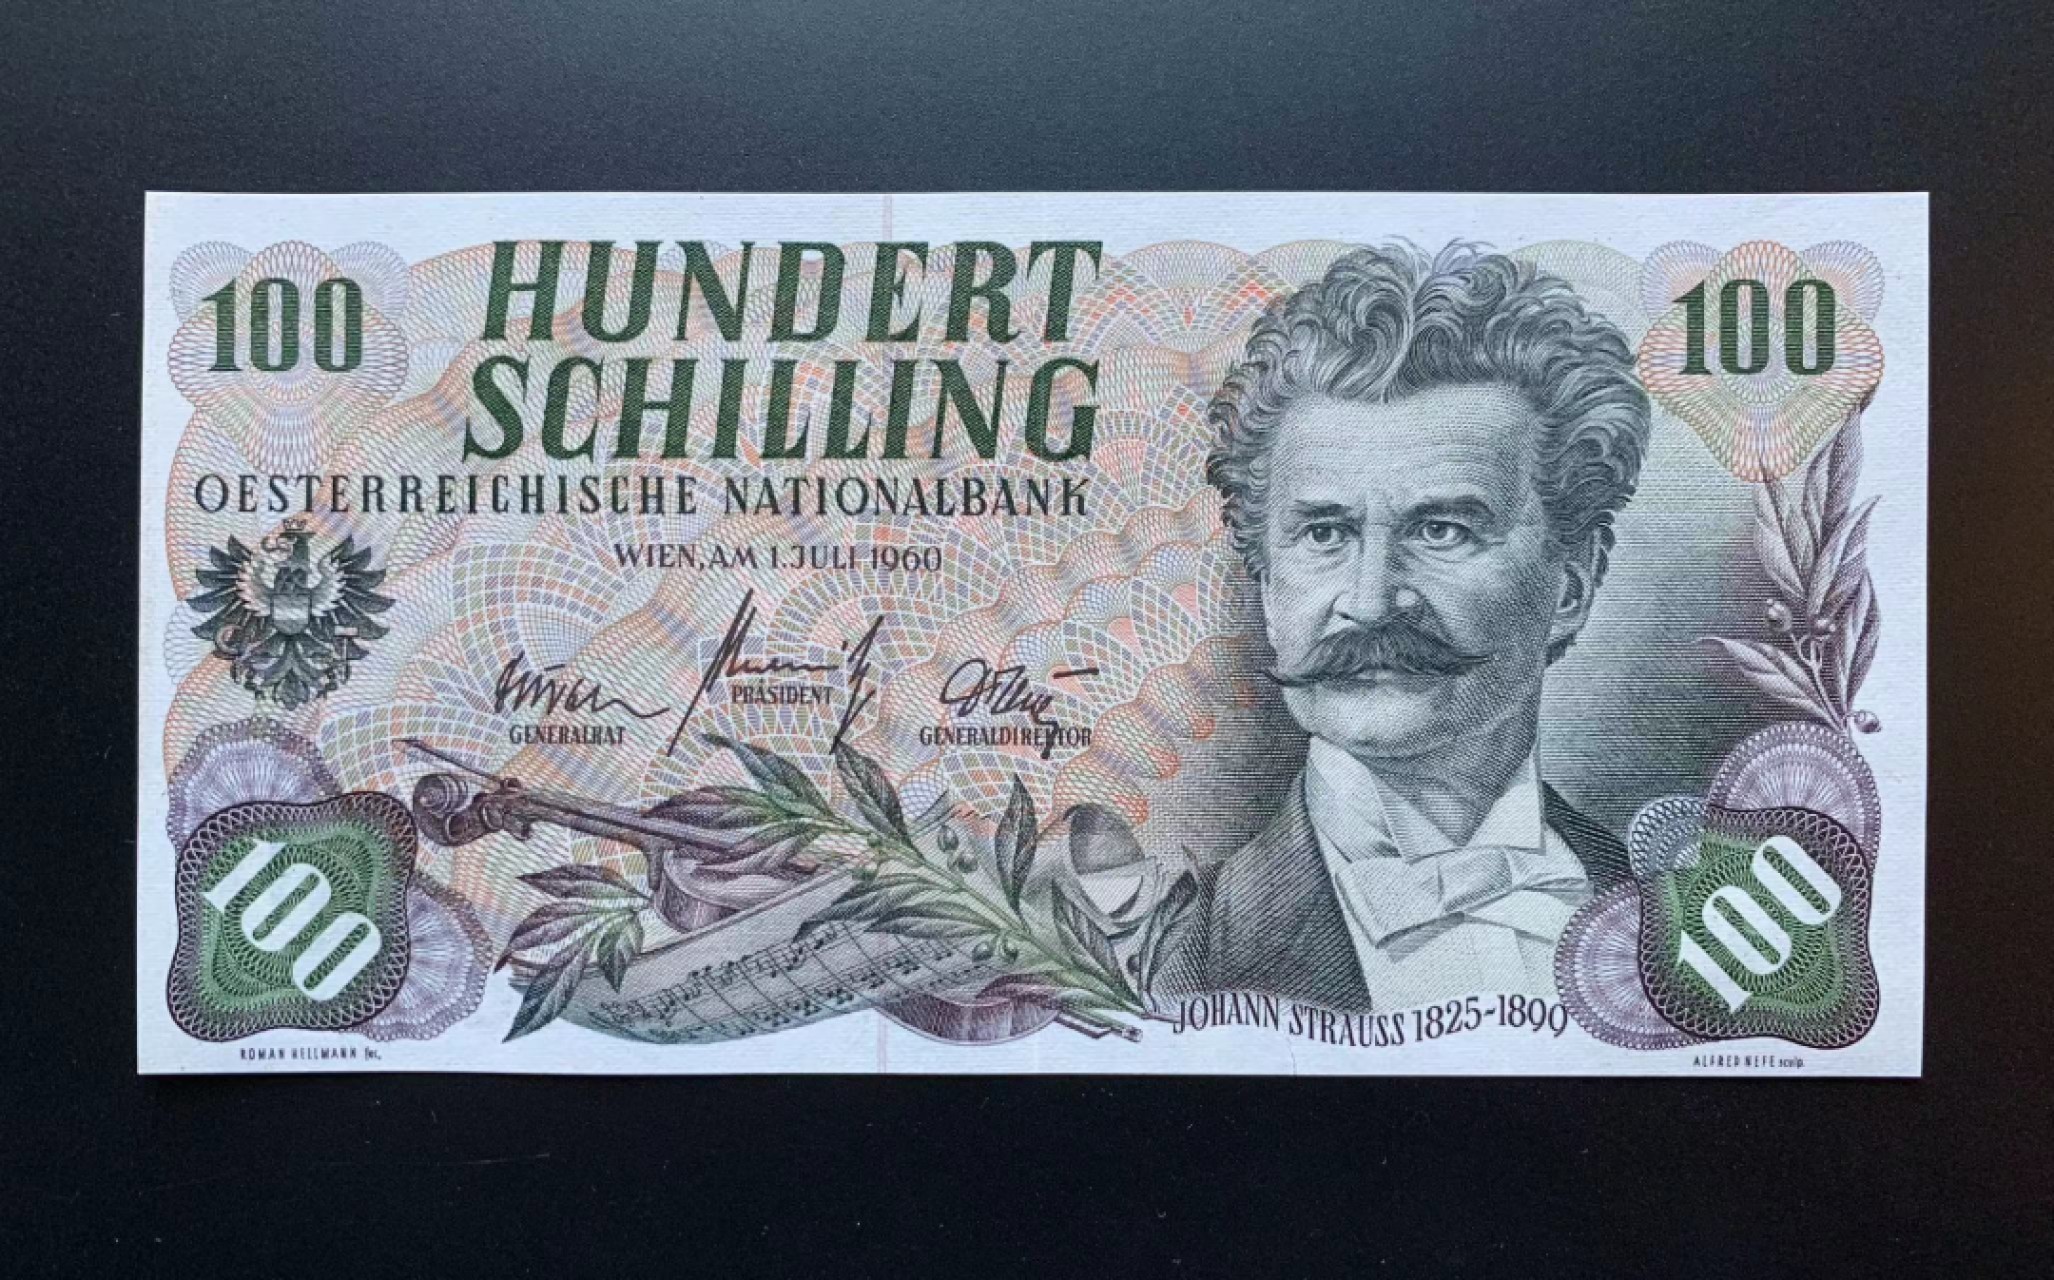 100
HUNDERT
SCHILLING
100
OESTERREICHISCHE NATIONALBANK
WIEN, AM 1. JULI 1960
GENERALRAT
PRÄSIDENT
GENERALDIREKTOR
100
100
JOHANN STRAUSS 1825-1899
ROMAN HELLMANN fec.
ALFRED NEFE sculp.